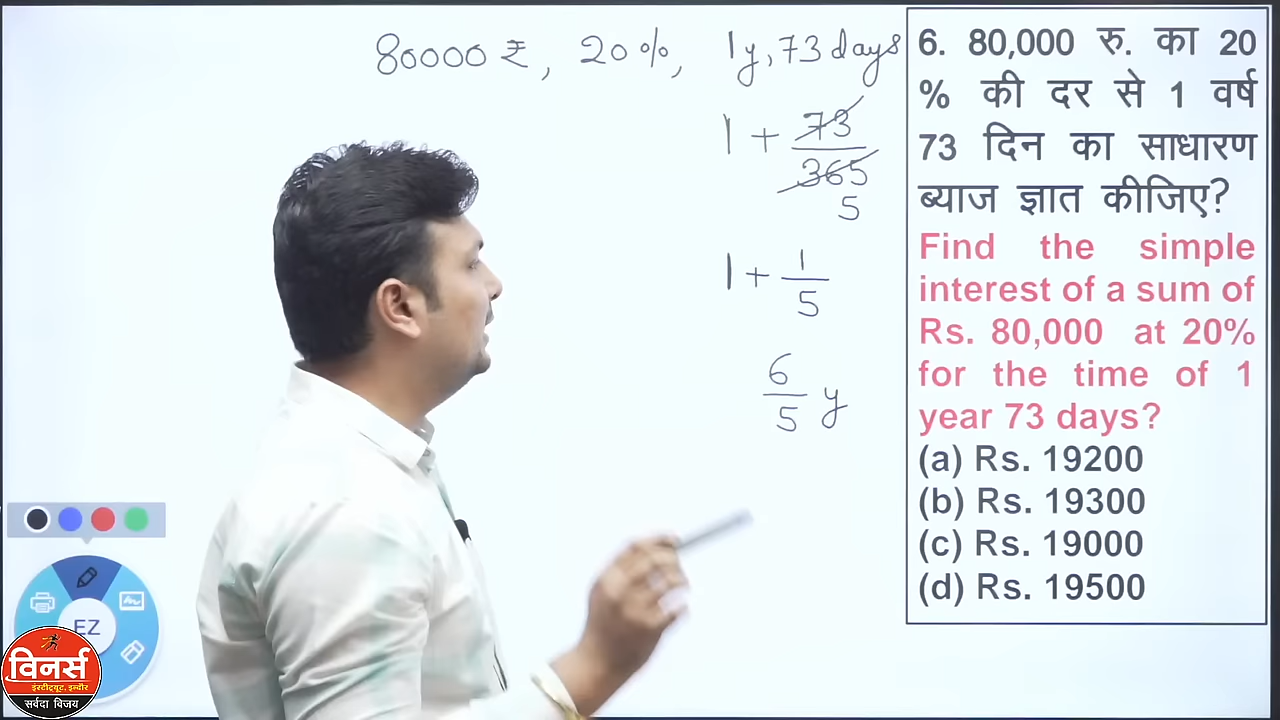 80000 ₹, 20%, 1y, 73 days
1 + 73/365
5
1 + 1/5
6/5 y
6. 80,000 रु. का 20
% की दर से 1 वर्ष
73 दिन का साधारण
ब्याज ज्ञात कीजिए?
Find the simple
interest of a sum of
Rs. 80,000 at 20%
for the time of 1
year 73 days?
(a) Rs. 19200
(b) Rs. 19300
(c) Rs. 19000
(d) Rs. 19500
EZ
विनर्स
इंस्टीट्यूट, इन्दौर
सर्वदा विजय